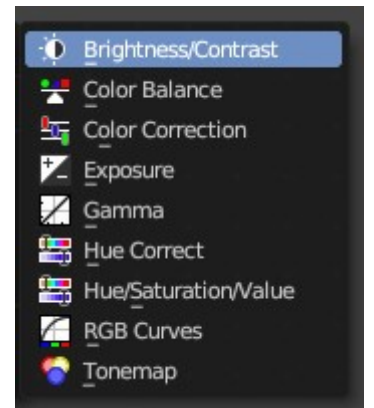 Brightness/Contrast
Color Balance
Color Correction
Exposure
Gamma
Hue Correct
Hue/Saturation/Value
RGB Curves
Tonemap